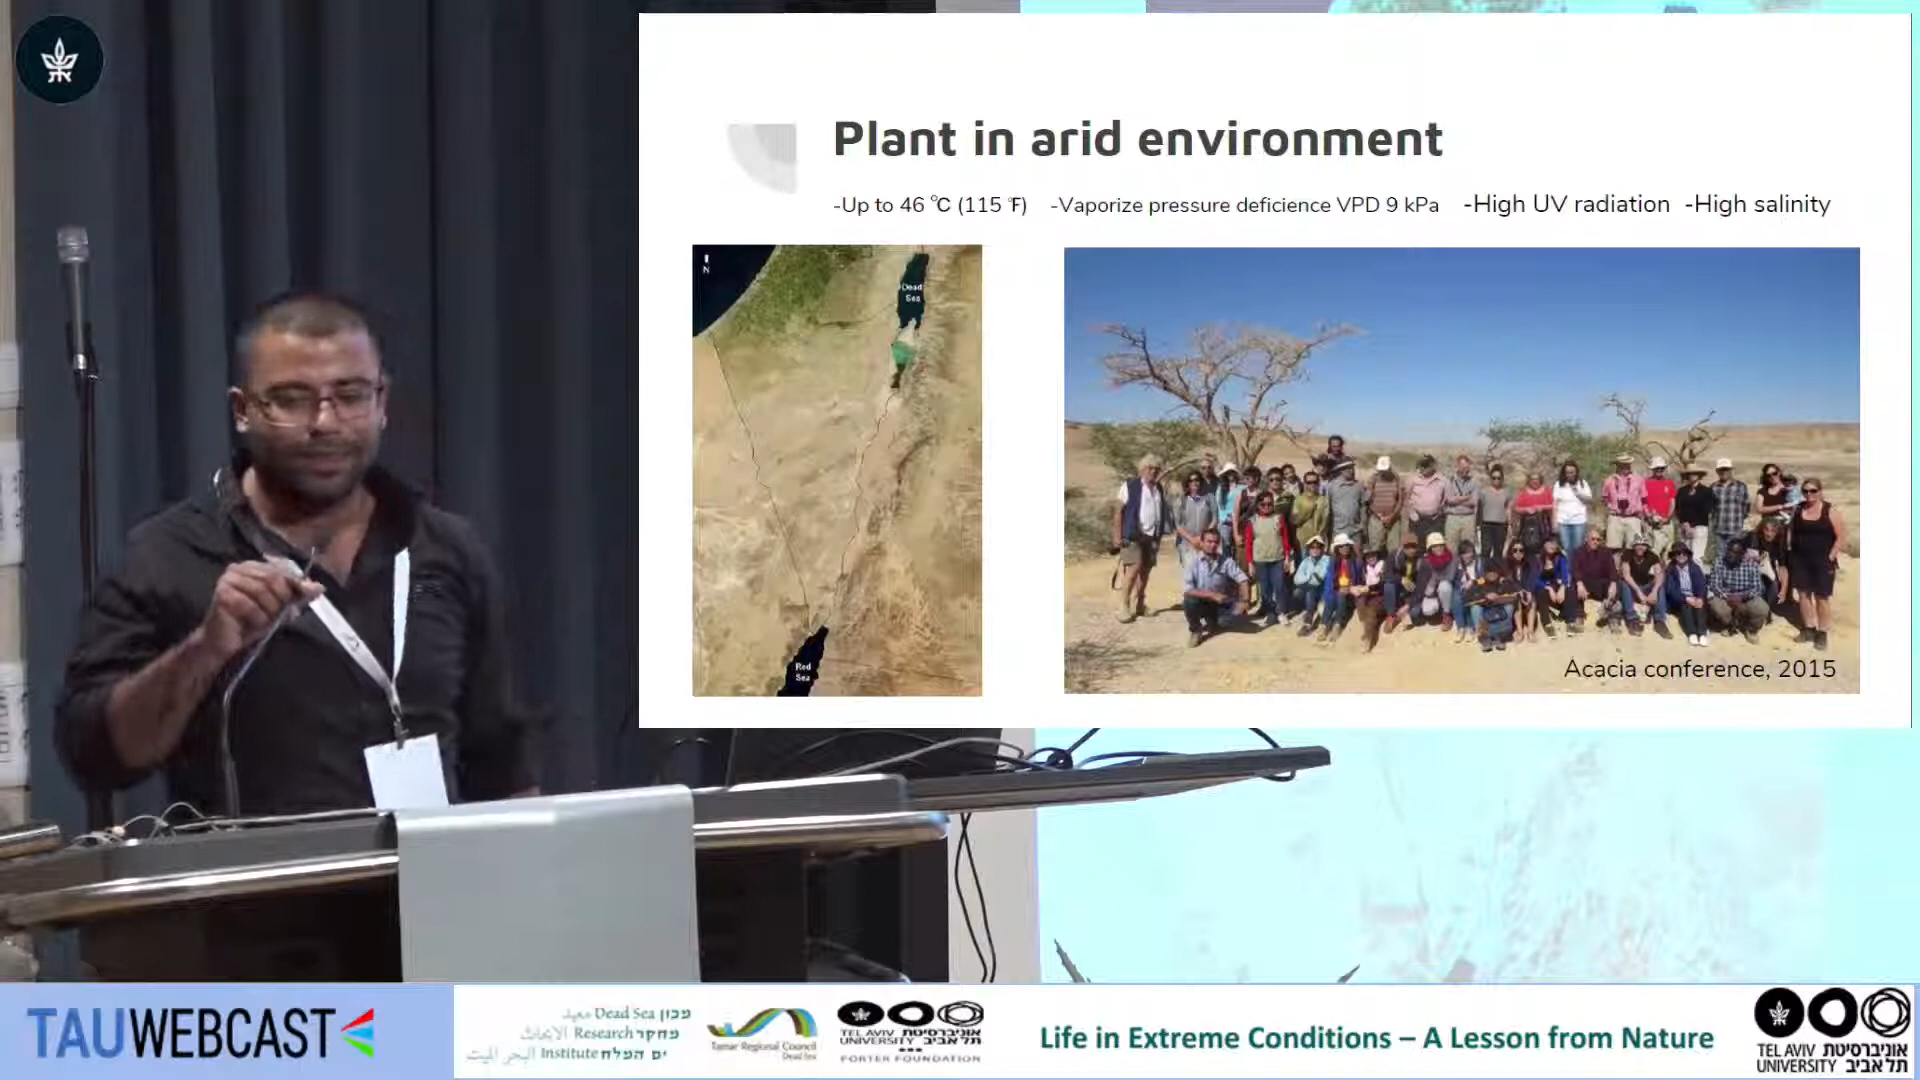 Plant in arid environment
-Up to 46 ℃ (115 ℉) -Vaporize pressure deficience VPD 9 kPa -High UV radiation -High salinity
N
Dead
Sea
Red
Sea
Acacia conference, 2015
TAUWEBCAST
Dead Sea מכון
Research מחקר
Institute ים המלח
Tamar Regional Council
Dead Sea
TEL AVIV אוניברסיטת
UNIVERSITY תל אביב
PORTER FOUNDATION
Life in Extreme Conditions – A Lesson from Nature
TEL AVIV אוניברסיטת
UNIVERSITY תל אביב